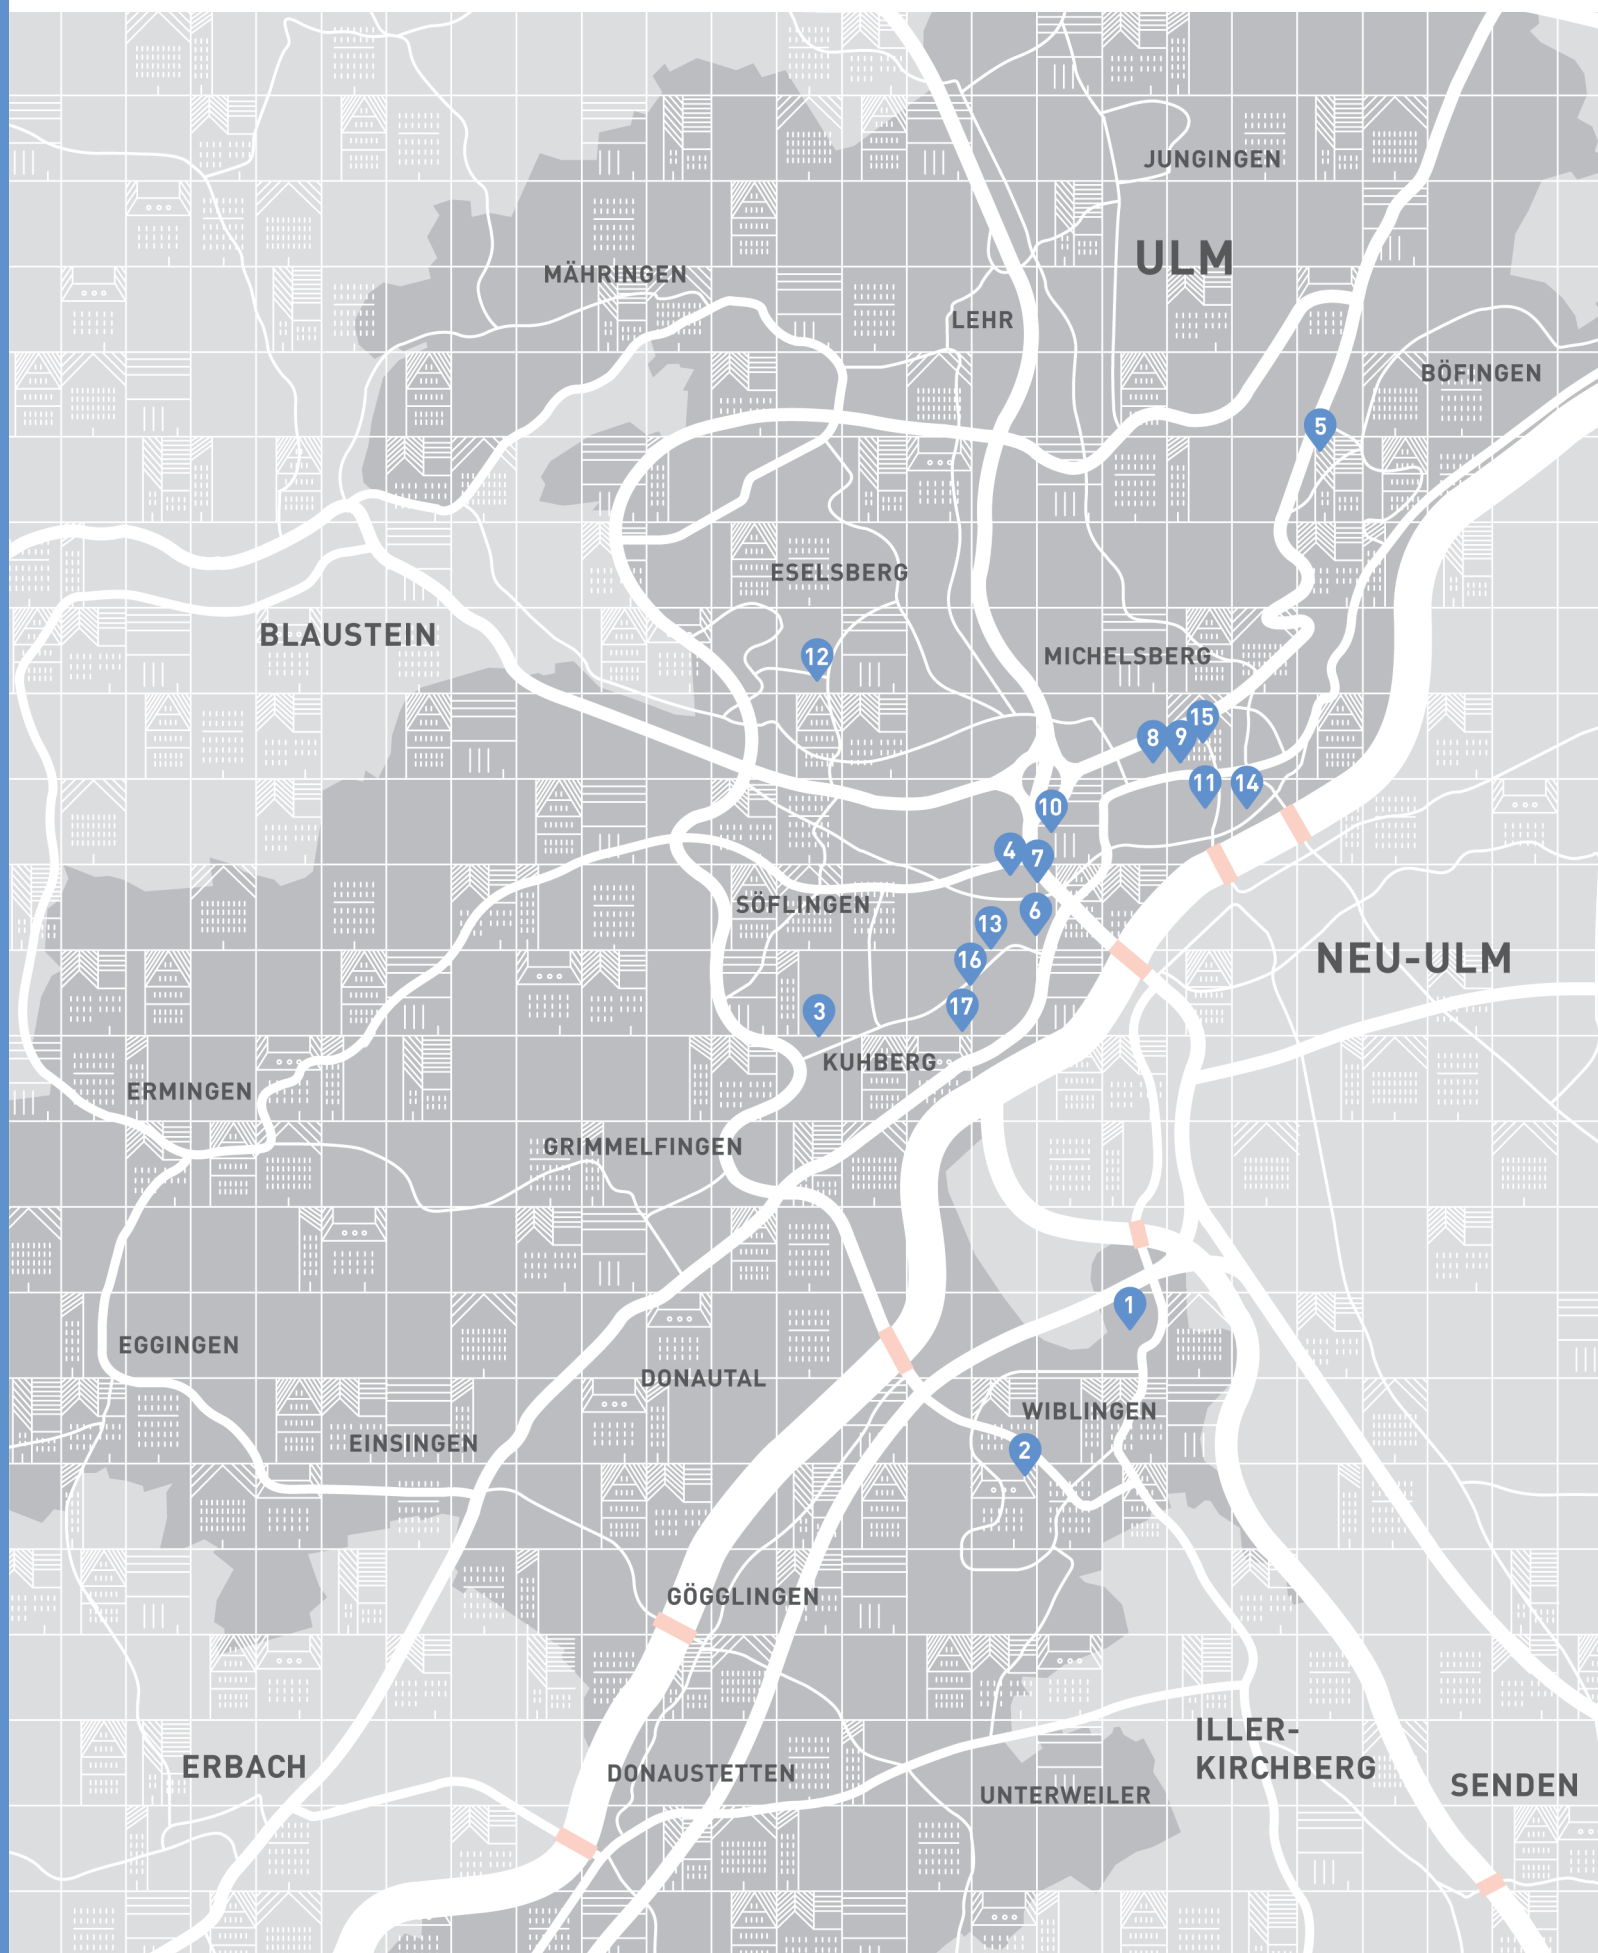 JUNGINGEN
ULM
MÄHRINGEN
LEHR
BÖFINGEN
5
ESELSBERG
BLAUSTEIN
12
MICHELSBERG
15
8
9
11
14
10
4
7
SÖFLINGEN
6
13
NEU-ULM
16
17
3
KUHBERG
ERMINGEN
GRIMMELFINGEN
1
EGGINGEN
DONAUTAL
WIBLINGEN
EINSINGEN
2
GÖGGLINGEN
ILLER-
KIRCHBERG
ERBACH
DONAUSTETTEN
SENDEN
UNTERWEILER